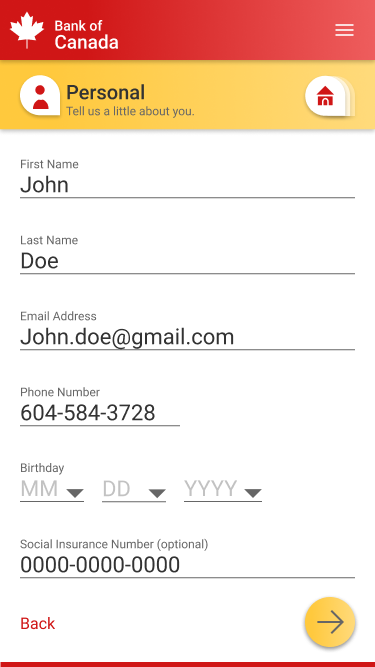 Bank of
Canada
Personal
Tell us a little about you.
First Name
John
Last Name
Doe
Email Address
John.doe@gmail.com
Phone Number
604-584-3728
Birthday
MM DD YYYY
Social Insurance Number (optional)
0000-0000-0000
Back